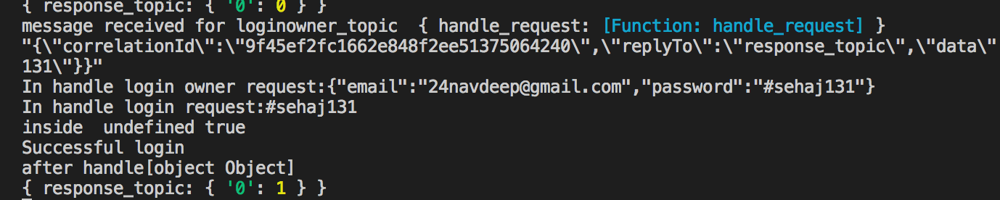 { response_topic: { '0': 0 } }
message received for loginowner_topic  { handle_request: [Function: handle_request] }
"{\"correlationId\":\"9f45ef2fc1662e848f2ee51375064240\",\"replyTo\":\"response_topic\",\"data\"
131\"}}"
In handle login owner request:{"email":"24navdeep@gmail.com","password":"#sehaj131"}
In handle login request:#sehaj131
inside  undefined true
Successful login
after handle[object Object]
{ response_topic: { '0': 1 } }